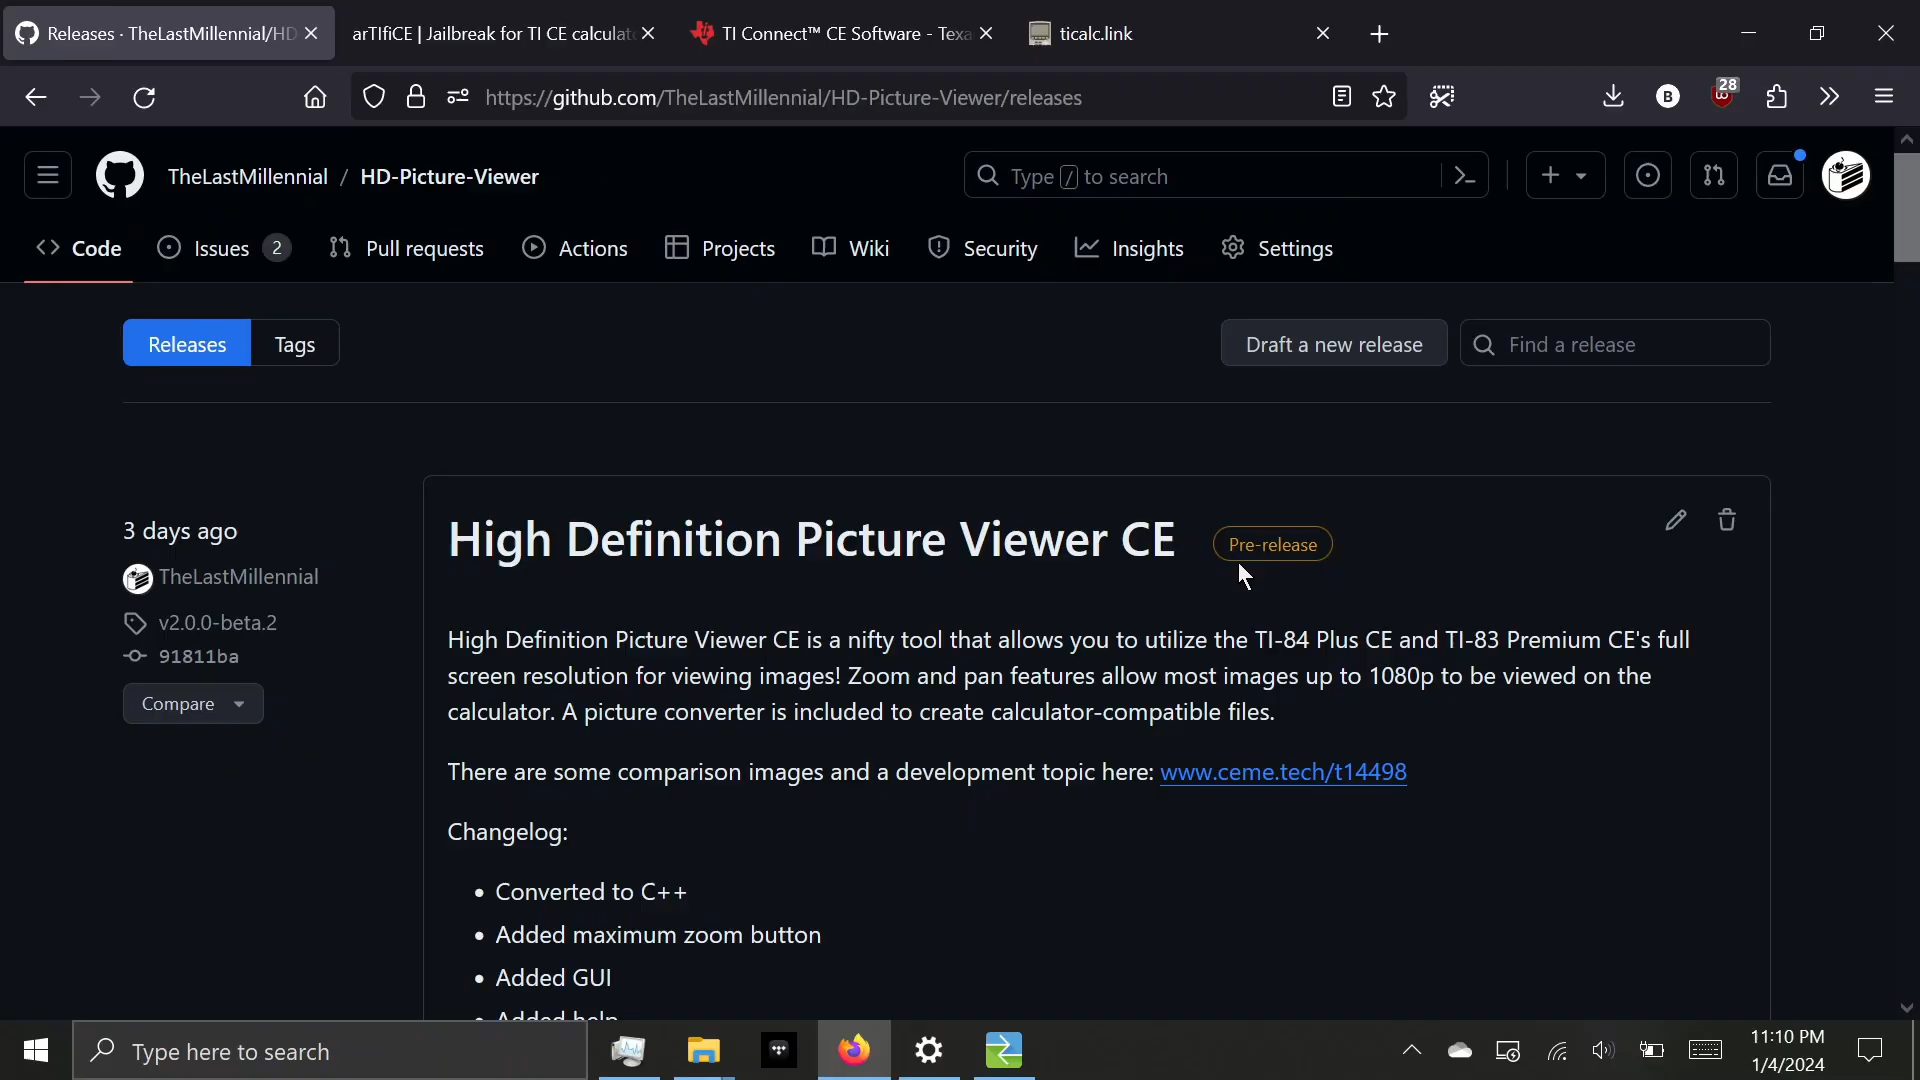 Releases · TheLastMillennial/HD
arTIfiCE | Jailbreak for TI CE calculat
TI Connect™ CE Software - Texa
ticalc.link
https://github.com/TheLastMillennial/HD-Picture-Viewer/releases
B
28
TheLastMillennial / HD-Picture-Viewer
Type / to search
Code
Issues 2
Pull requests
Actions
Projects
Wiki
Security
Insights
Settings
Releases
Tags
Draft a new release
Find a release
3 days ago
TheLastMillennial
v2.0.0-beta.2
91811ba
Compare
High Definition Picture Viewer CE Pre-release
High Definition Picture Viewer CE is a nifty tool that allows you to utilize the TI-84 Plus CE and TI-83 Premium CE's full
screen resolution for viewing images! Zoom and pan features allow most images up to 1080p to be viewed on the
calculator. A picture converter is included to create calculator-compatible files.
There are some comparison images and a development topic here: www.ceme.tech/t14498
Changelog:
• Converted to C++
• Added maximum zoom button
• Added GUI
• Added help
Type here to search
11:10 PM
1/4/2024